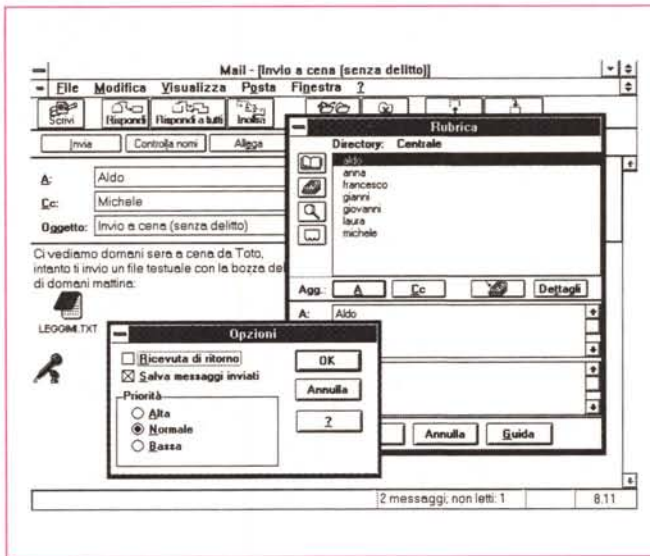 Mail - [Invio a cena (senza delitto)]
File Modifica Visualizza Posta Finestra ?
Scrivi Rispondi Rispondi a tutti Inoltra
Invia Controlla nomi Allega
A: Aldo
Cc: Michele
Oggetto: Invio a cena (senza delitto)
Ci vediamo domani sera a cena da Toto,
intanto ti invio un file testuale con la bozza del
di domani mattina:
LEGGIMI.TXT
Rubrica
Directory: Centrale
aldo
anna
francesco
gianni
giovanni
laura
michele
Agg.: A Cc Dettagli
A: Aldo
Annulla Guida
Opzioni
Ricevuta di ritorno
Salva messaggi inviati
Priorità
Alta
Normale
Bassa
OK
Annulla
?
2 messaggi; non letti: 1 8.11